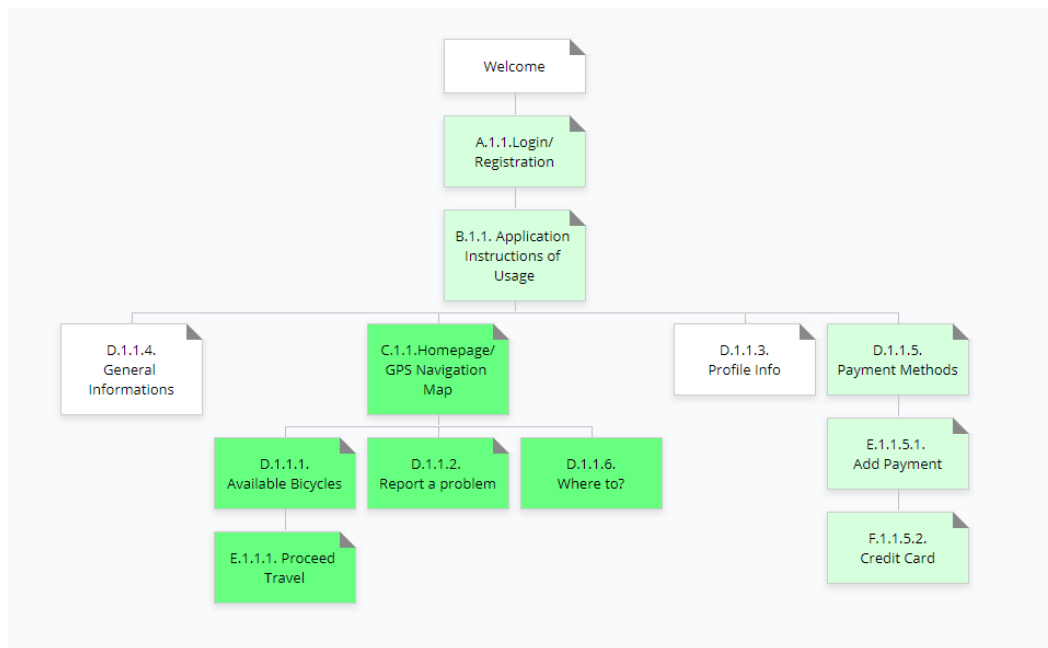 Welcome
A.1.1.Login/
Registration
B.1.1. Application
Instructions of
Usage
D.1.1.4.
General
Informations
C.1.1.Homepage/
GPS Navigation
Map
D.1.1.3.
Profile Info
D.1.1.5.
Payment Methods
D.1.1.1.
Available Bicycles
D.1.1.2.
Report a problem
D.1.1.6.
Where to?
E.1.1.5.1.
Add Payment
E.1.1.1. Proceed
Travel
F.1.1.5.2.
Credit Card